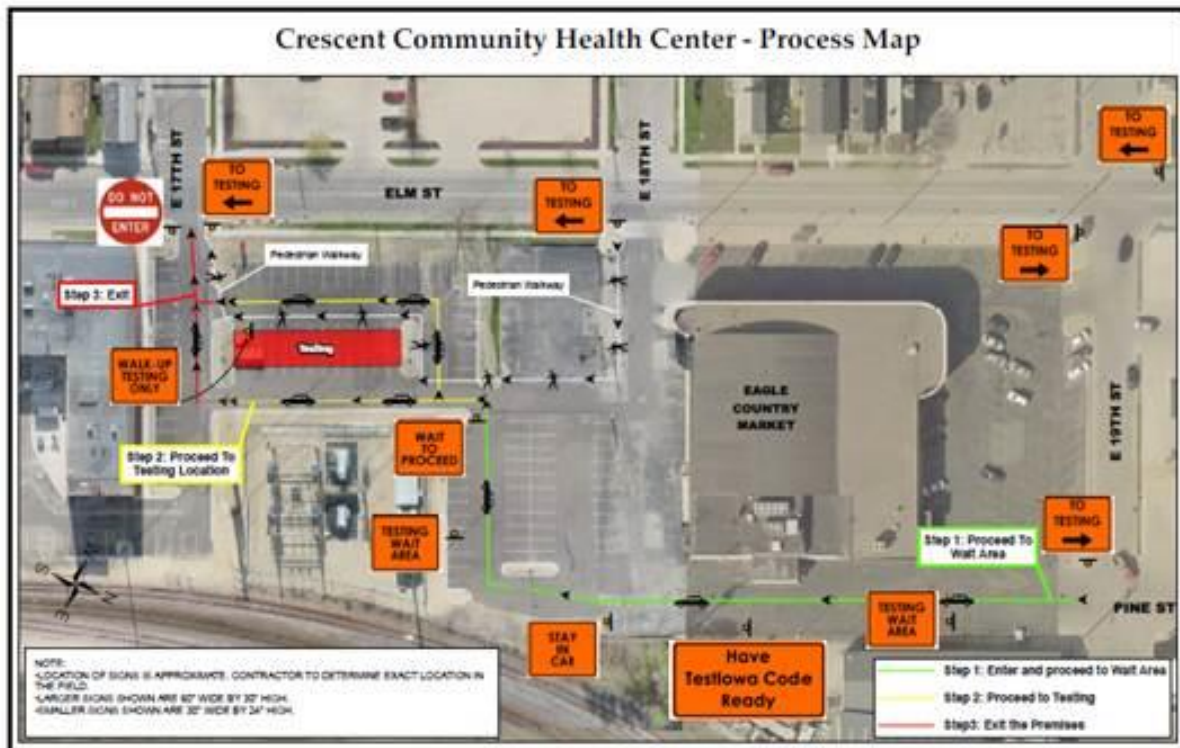 Crescent Community Health Center - Process Map
TO
TESTING
TO
TESTING
E 17TH ST
E 18TH ST
DO NOT
ENTER
ELM ST
TO
TESTING
TO
TESTING
Pedestrian Walkway
Pedestrian Walkway
Step 3: Exit
Testing
WALK-UP
TESTING
ONLY
EAGLE
COUNTRY
MARKET
E 19TH ST
WAIT
TO
PROCEED
Step 2: Proceed To
Testing Location
TESTING
WAIT
AREA
TO
TESTING
Step 1: Proceed To
Wait Area
S
N
E
PINE ST
TESTING
WAIT
AREA
STAY
IN
CAR
Have
TestIowa Code
Ready
NOTE:
-LOCATION OF SIGNS IS APPROXIMATE. CONTRACTOR TO DETERMINE EXACT LOCATION IN
THE FIELD.
-LARGER SIGNS SHOWN ARE 60" WIDE BY 30" HIGH.
-SMALLER SIGNS SHOWN ARE 30" WIDE BY 24" HIGH.
Step 1: Enter and proceed to Wait Area
Step 2: Proceed to Testing
Step3: Exit the Premises